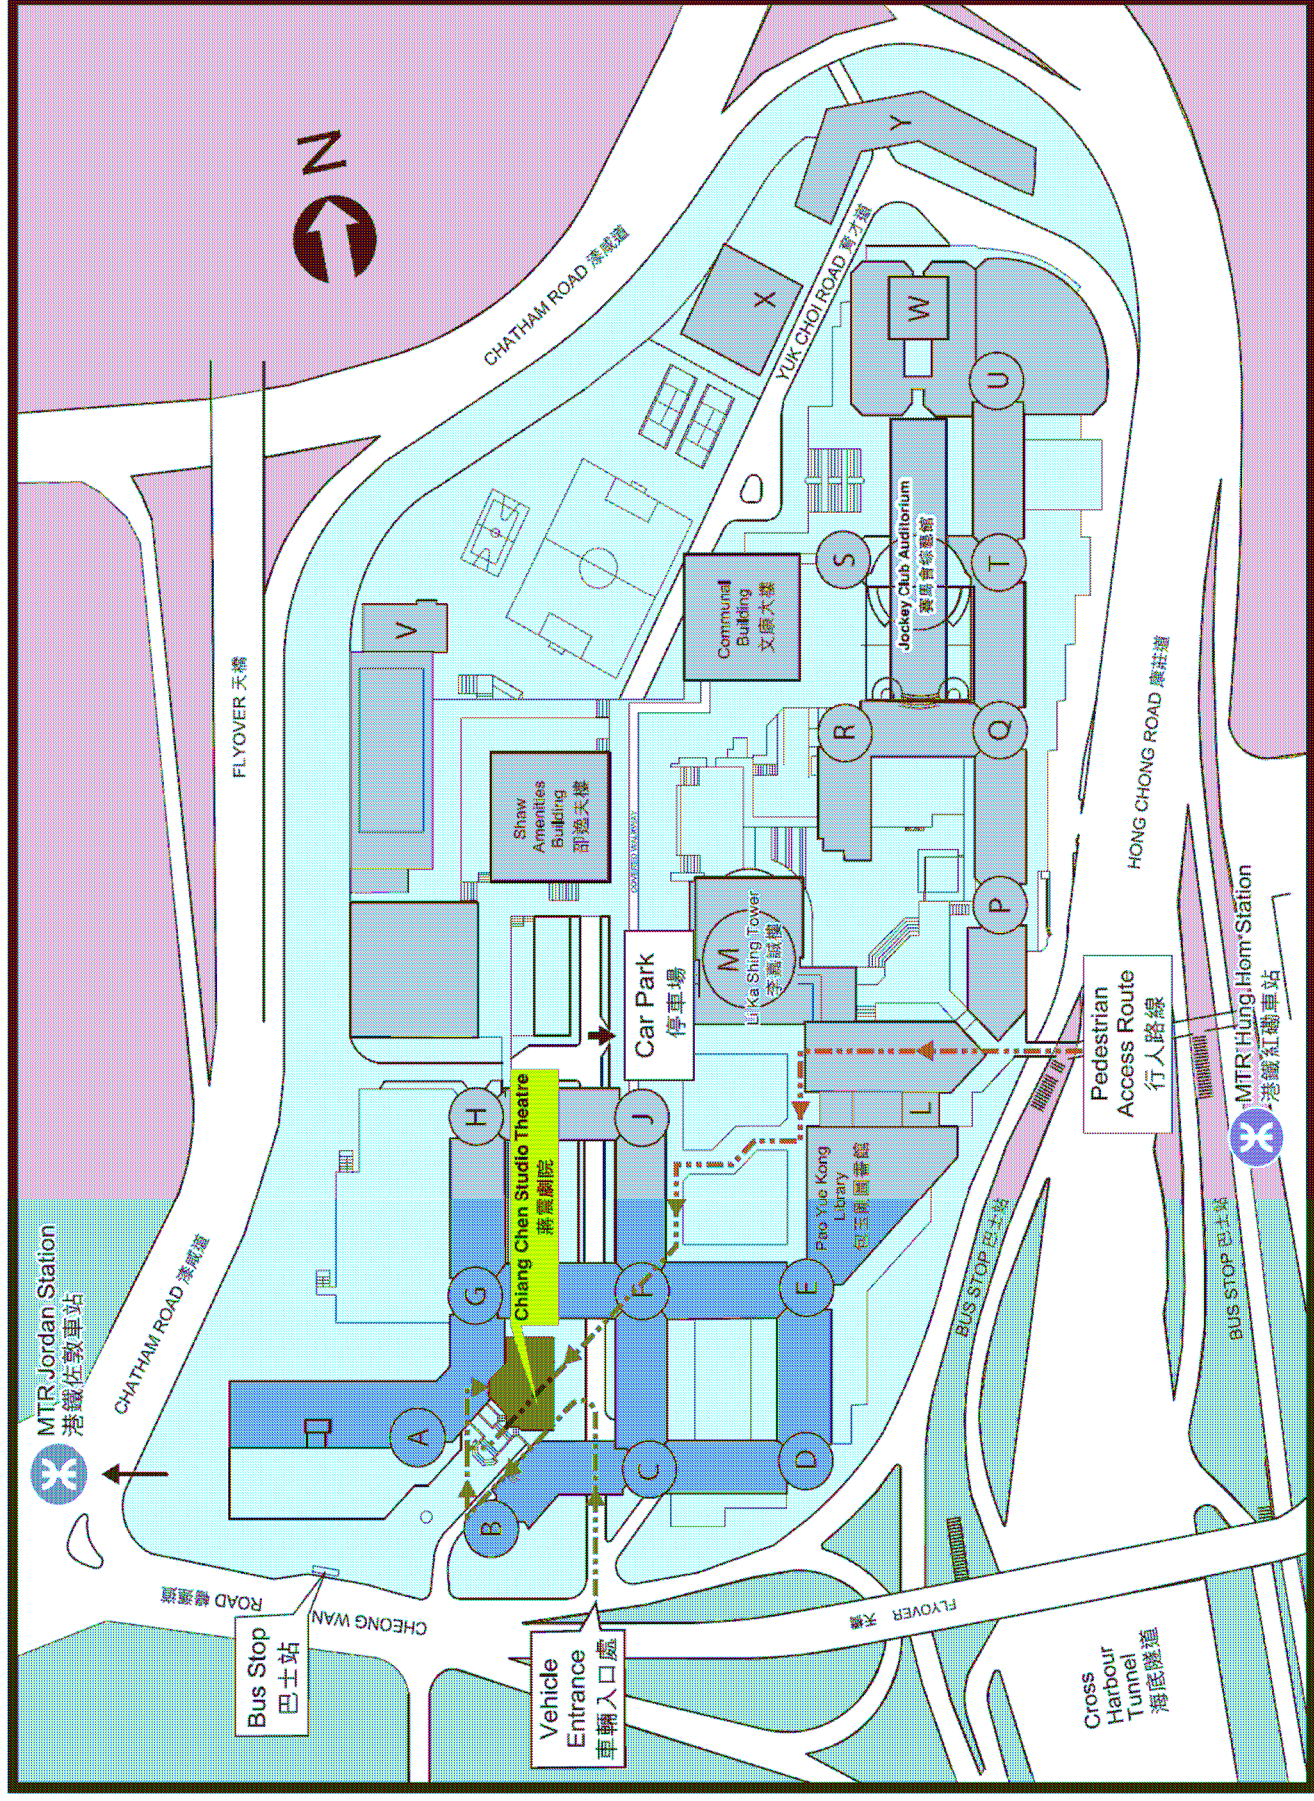 MTR Jordan Station
港鐵佐敦車站
CHATHAM ROAD 漆咸道
FLYOVER 天橋
CHATHAM ROAD 漆咸道
N
Bus Stop
巴士站
CHEONG WAN
ROAD 暢運道
Vehicle
Entrance
車輛入口處
A
B
C
D
E
F
G
H
J
Chiang Chen Studio Theatre
蔣震劇院
Car Park
停車場
Shaw
Amenities
Building
邵逸夫樓
V
COVERED WALKWAY
M
Li Ka Shing Tower
李嘉誠樓
Pao Yue Kong
Library
包玉剛圖書館
L
Communal
Building
文康大樓
X
Y
YUK CHOI ROAD 育才道
W
U
T
S
R
Q
P
Jockey Club Auditorium
賽馬會綜藝館
HONG CHONG ROAD 康莊道
Pedestrian
Access Route
行人路線
MTR Hung Hom Station
港鐵紅磡車站
BUS STOP 巴士站
BUS STOP 巴士站
FLYOVER 天橋
Cross
Harbour
Tunnel
海底隧道